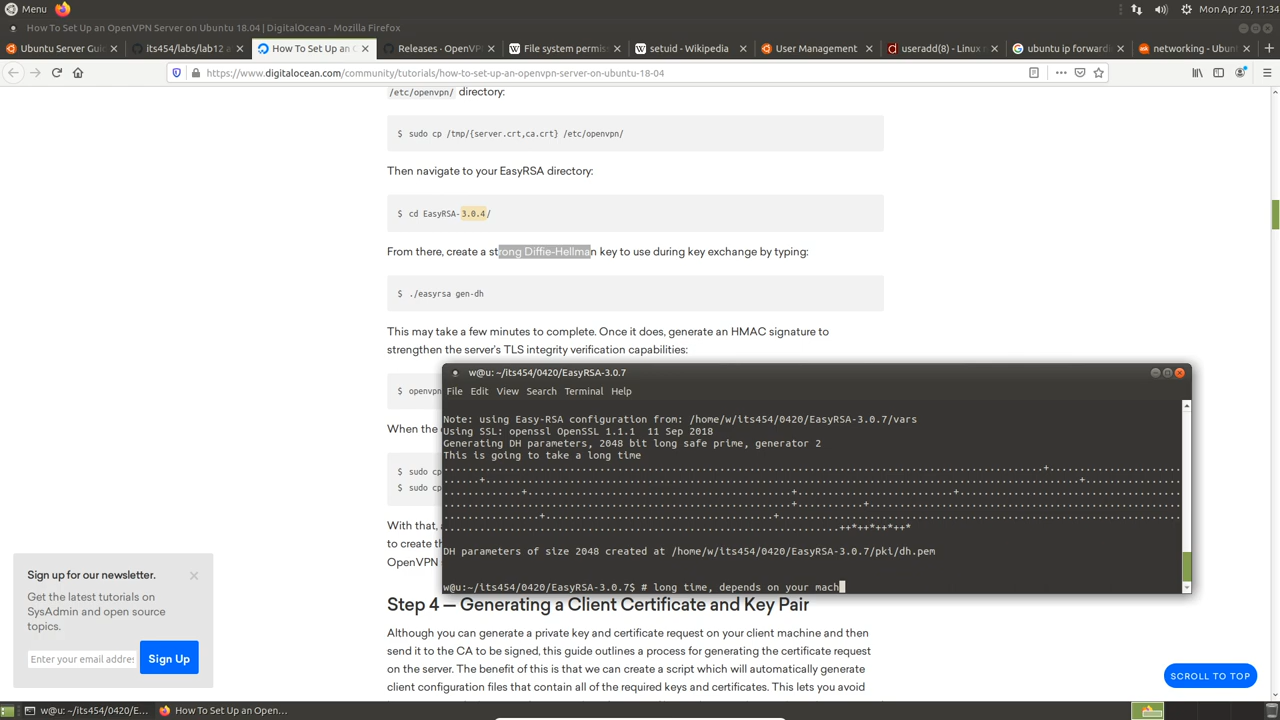 Menu
Mon Apr 20, 11:34
How To Set Up an OpenVPN Server on Ubuntu 18.04 | DigitalOcean - Mozilla Firefox
Ubuntu Server Guid
its454/labs/lab12
How To Set Up an O
Releases - OpenVP
File system permis
setuid - Wikipedia
User Management
useradd(8) - Linux m
ubuntu ip forwardi
networking - Ubunt
https://www.digitalocean.com/community/tutorials/how-to-set-up-an-openvpn-server-on-ubuntu-18-04
/etc/openvpn/ directory:
$ sudo cp /tmp/{server.crt,ca.crt} /etc/openvpn/
Then navigate to your EasyRSA directory:
$ cd EasyRSA-3.0.4/
From there, create a strong Diffie-Hellman key to use during key exchange by typing:
$ ./easyrsa gen-dh
This may take a few minutes to complete. Once it does, generate an HMAC signature to
strengthen the server's TLS integrity verification capabilities:
$ openvpn
When the
$ sudo cp
$ sudo cp
With that,
to create th
OpenVPN
w@u: ~/its454/0420/EasyRSA-3.0.7
File Edit View Search Terminal Help
Note: using Easy-RSA configuration from: /home/w/its454/0420/EasyRSA-3.0.7/vars
Using SSL: openssl OpenSSL 1.1.1  11 Sep 2018
Generating DH parameters, 2048 bit long safe prime, generator 2
This is going to take a long time
++*++*++*++*
DH parameters of size 2048 created at /home/w/its454/0420/EasyRSA-3.0.7/pki/dh.pem
w@u:~/its454/0420/EasyRSA-3.0.7$ # long time, depends on your mach
Step 4 — Generating a Client Certificate and Key Pair
Although you can generate a private key and certificate request on your client machine and then
send it to the CA to be signed, this guide outlines a process for generating the certificate request
on the server. The benefit of this is that we can create a script which will automatically generate
client configuration files that contain all of the required keys and certificates. This lets you avoid
Sign up for our newsletter.
Get the latest tutorials on
SysAdmin and open source
topics.
Enter your email addres
Sign Up
SCROLL TO TOP
w@u: ~/its454/0420/E...
How To Set Up an Open...